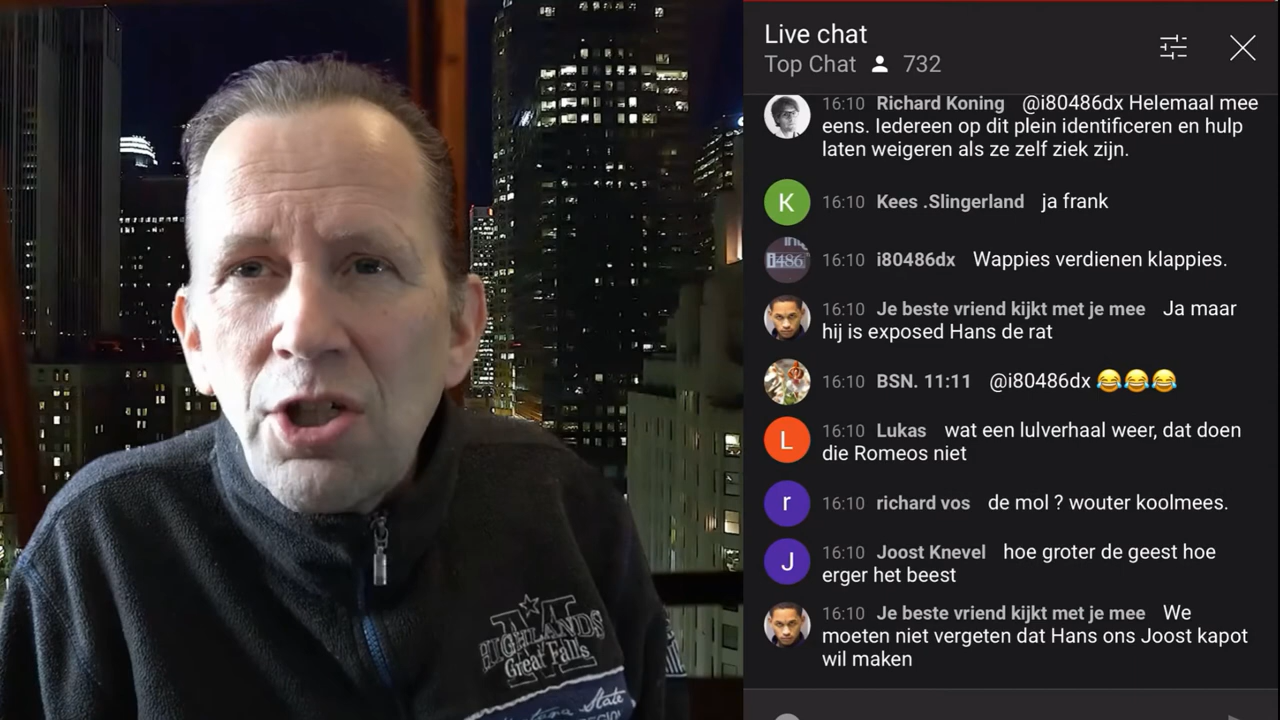 Live chat
Top Chat 732
16:10 Richard Koning @i80486dx Helemaal mee
eens. Iedereen op dit plein identificeren en hulp
laten weigeren als ze zelf ziek zijn.
K 16:10 Kees .Slingerland ja frank
i486 16:10 i80486dx Wappies verdienen klappies.
16:10 Je beste vriend kijkt met je mee Ja maar
hij is exposed Hans de rat
16:10 BSN. 11:11 @i80486dx 😂😂😂
L 16:10 Lukas wat een lulverhaal weer, dat doen
die Romeos niet
r 16:10 richard vos de mol ? wouter koolmees.
J 16:10 Joost Knevel hoe groter de geest hoe
erger het beest
16:10 Je beste vriend kijkt met je mee We
moeten niet vergeten dat Hans ons Joost kapot
wil maken
HIGHLANDS
Great Falls
State